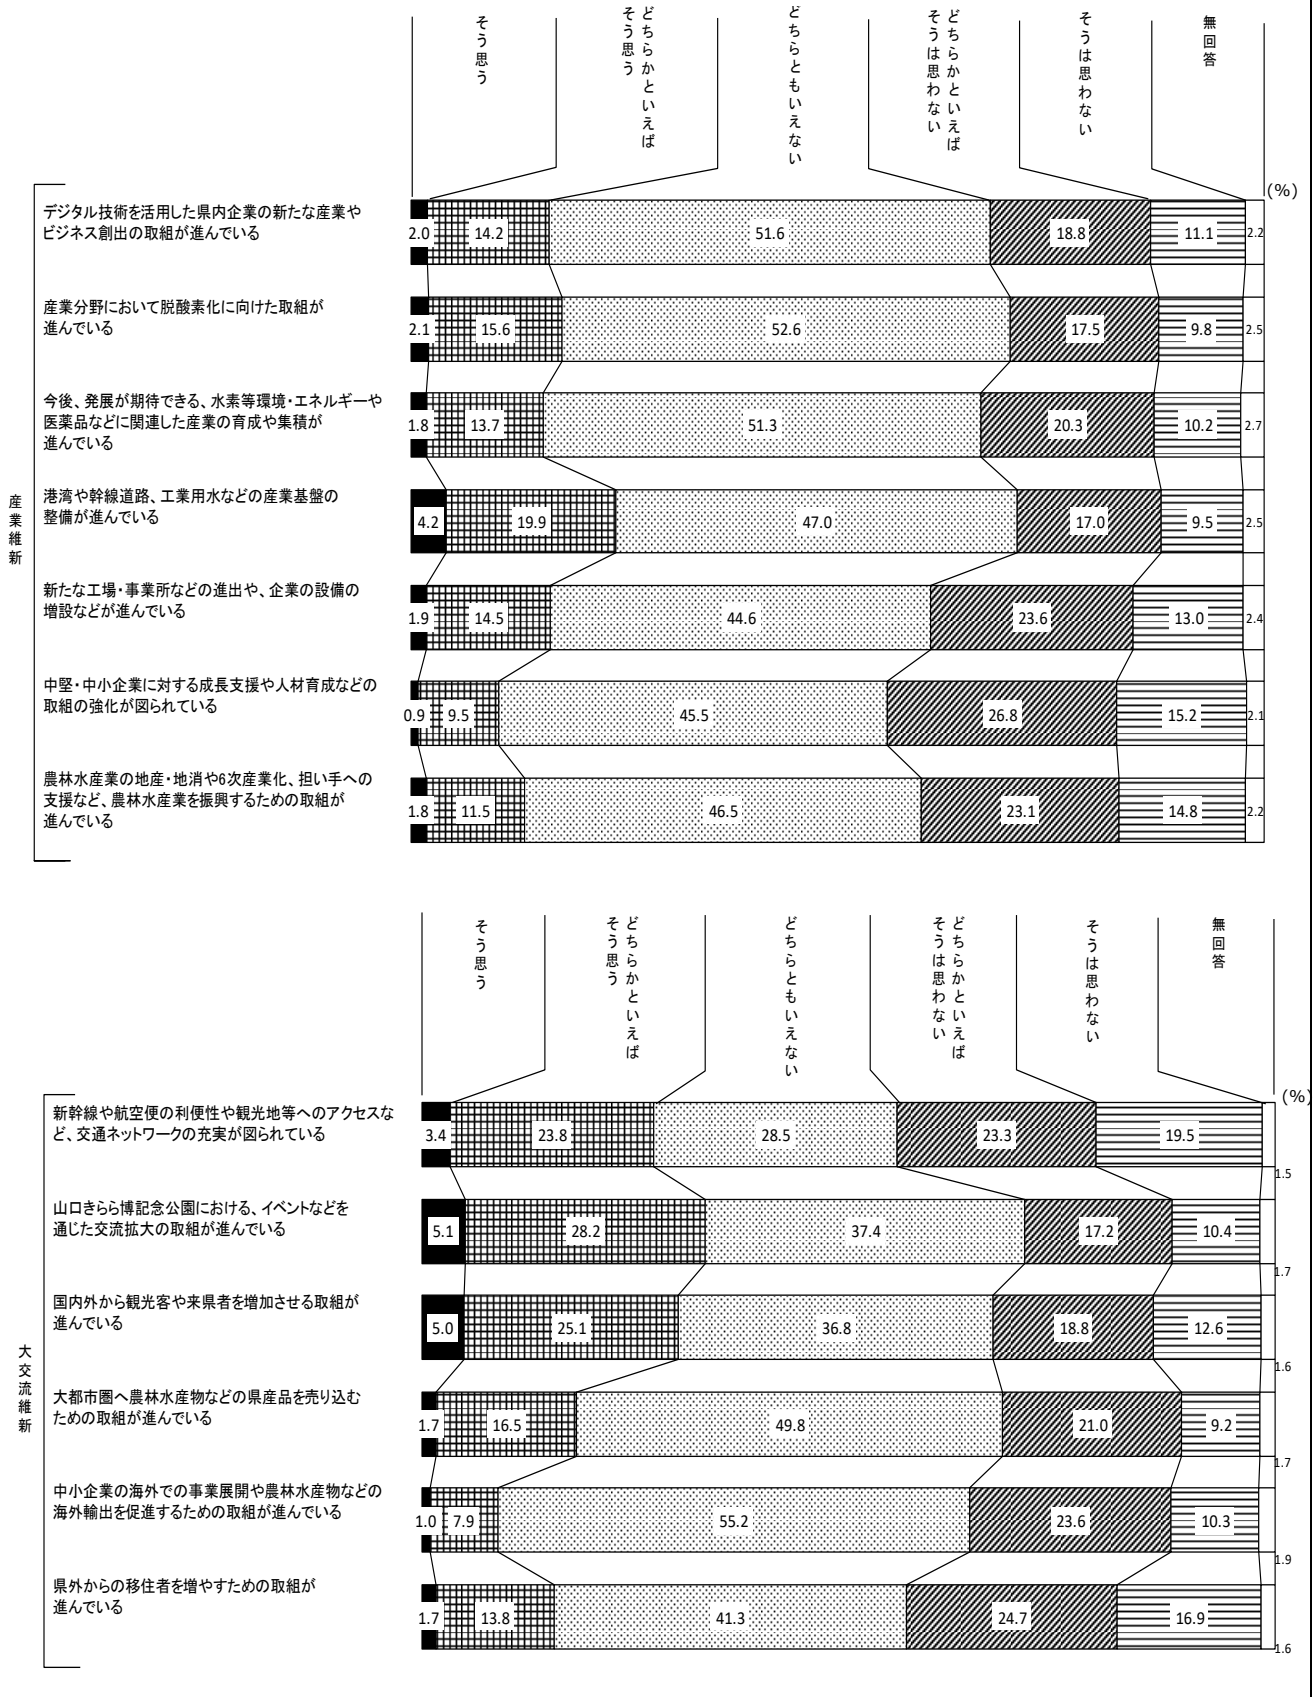 そう思う
どちらかといえば
そう思う
どちらともいえない
どちらかといえば
そうは思わない
そうは思わない
無回答
(%)
産業維新
デジタル技術を活用した県内企業の新たな産業や
ビジネス創出の取組が進んでいる
2.0 14.2 51.6 18.8 11.1 2.2
産業分野において脱酸素化に向けた取組が
進んでいる
2.1 15.6 52.6 17.5 9.8 2.5
今後、発展が期待できる、水素等環境・エネルギーや
医薬品などに関連した産業の育成や集積が
進んでいる
1.8 13.7 51.3 20.3 10.2 2.7
港湾や幹線道路、工業用水などの産業基盤の
整備が進んでいる
4.2 19.9 47.0 17.0 9.5 2.5
新たな工場・事業所などの進出や、企業の設備の
増設などが進んでいる
1.9 14.5 44.6 23.6 13.0 2.4
中堅・中小企業に対する成長支援や人材育成などの
取組の強化が図られている
0.9 9.5 45.5 26.8 15.2 2.1
農林水産業の地産・地消や6次産業化、担い手への
支援など、農林水産業を振興するための取組が
進んでいる
1.8 11.5 46.5 23.1 14.8 2.2
そう思う
どちらかといえば
そう思う
どちらともいえない
どちらかといえば
そうは思わない
そうは思わない
無回答
(%)
大交流維新
新幹線や航空便の利便性や観光地等へのアクセスな
ど、交通ネットワークの充実が図られている
3.4 23.8 28.5 23.3 19.5 1.5
山口きらら博記念公園における、イベントなどを
通じた交流拡大の取組が進んでいる
5.1 28.2 37.4 17.2 10.4 1.7
国内外から観光客や来県者を増加させる取組が
進んでいる
5.0 25.1 36.8 18.8 12.6 1.6
大都市圏へ農林水産物などの県産品を売り込む
ための取組が進んでいる
1.7 16.5 49.8 21.0 9.2 1.7
中小企業の海外での事業展開や農林水産物などの
海外輸出を促進するための取組が進んでいる
1.0 7.9 55.2 23.6 10.3 1.9
県外からの移住者を増やすための取組が
進んでいる
1.7 13.8 41.3 24.7 16.9 1.6